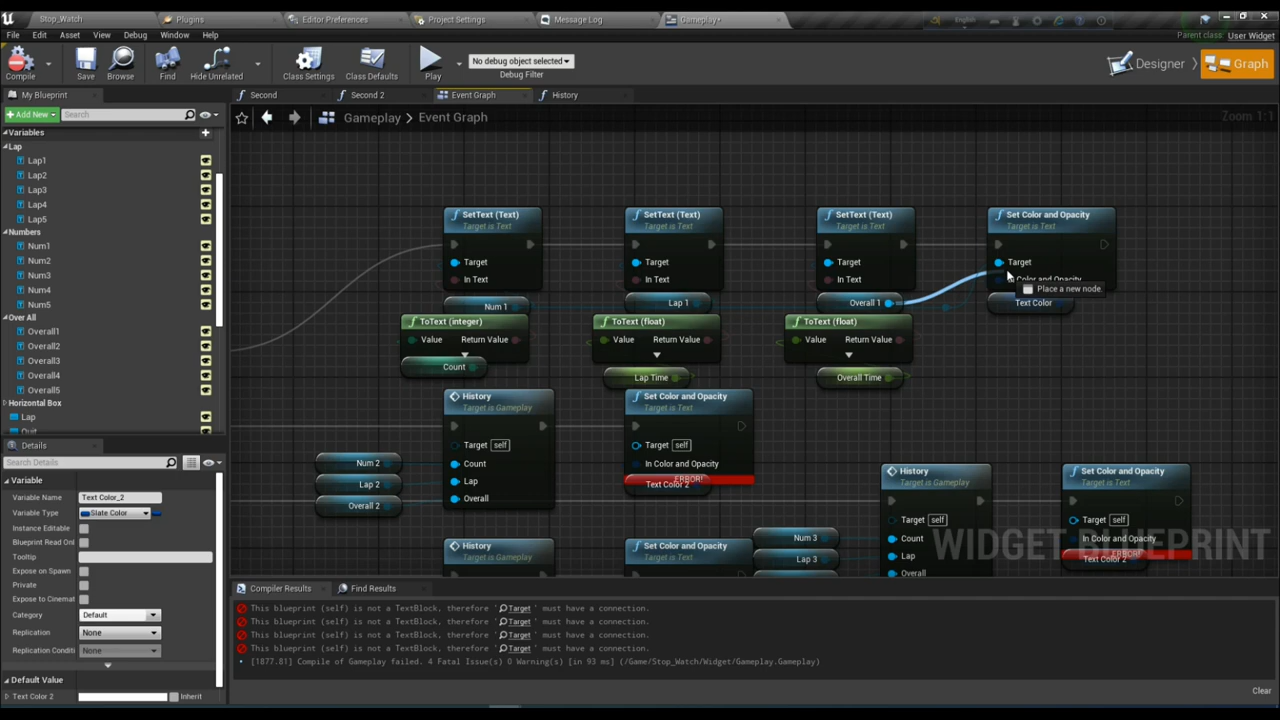 Stop_Watch
Plugins
Editor Preferences
Project Settings
Message Log
Gameplay*
English
File
Edit
Asset
View
Debug
Window
Help
Parent class: User Widget
Compile
Save
Browse
Find
Hide Unrelated
Class Settings
Class Defaults
Play
No debug object selected
Debug Filter
Designer
Graph
My Blueprint
Second
Second 2
Event Graph
History
+Add New
Search
Gameplay > Event Graph
Zoom 1:1
Variables
Lap
Lap1
Lap2
Lap3
Lap4
Lap5
Numbers
Num1
Num2
Num3
Num4
Num5
Over All
Overall1
Overall2
Overall3
Overall4
Overall5
Horizontal Box
Lap
Quit
SetText (Text)
Target is Text
Target
In Text
Num 1
SetText (Text)
Target is Text
Target
In Text
Lap 1
SetText (Text)
Target is Text
Target
In Text
Overall 1
Set Color and Opacity
Target is Text
Target
In Color and Opacity
Place a new node.
Text Color
ToText (integer)
Value
Return Value
Count
ToText (float)
Value
Return Value
Lap Time
ToText (float)
Value
Return Value
Overall Time
History
Target is Gameplay
Target self
Count
Lap
Overall
Num 2
Lap 2
Overall 2
Set Color and Opacity
Target is Text
Target self
In Color and Opacity
ERROR!
Text Color 2
History
Target is Gameplay
Target self
Count
Lap
Overall
Num 3
Lap 3
Set Color and Opacity
Target is Text
Target self
In Color and Opacity
ERROR!
Text Color 2
History
Target is Gameplay
Set Color and Opacity
Target is Text
WIDGET BLUEPRINT
Details
Search Details
Variable
Variable Name Text Color_2
Variable Type Slate Color
Instance Editable
Blueprint Read Onl
Tooltip
Expose on Spawn
Private
Expose to Cinemat
Category Default
Replication None
Replication Conditi None
Default Value
Text Color 2 Inherit
Compiler Results
Find Results
This blueprint (self) is not a TextBlock, therefore ' Target ' must have a connection.
This blueprint (self) is not a TextBlock, therefore ' Target ' must have a connection.
This blueprint (self) is not a TextBlock, therefore ' Target ' must have a connection.
This blueprint (self) is not a TextBlock, therefore ' Target ' must have a connection.
[1877.81] Compile of Gameplay failed. 4 Fatal Issue(s) 0 Warning(s) [in 93 ms] (/Game/Stop_Watch/Widget/Gameplay.Gameplay)
Clear